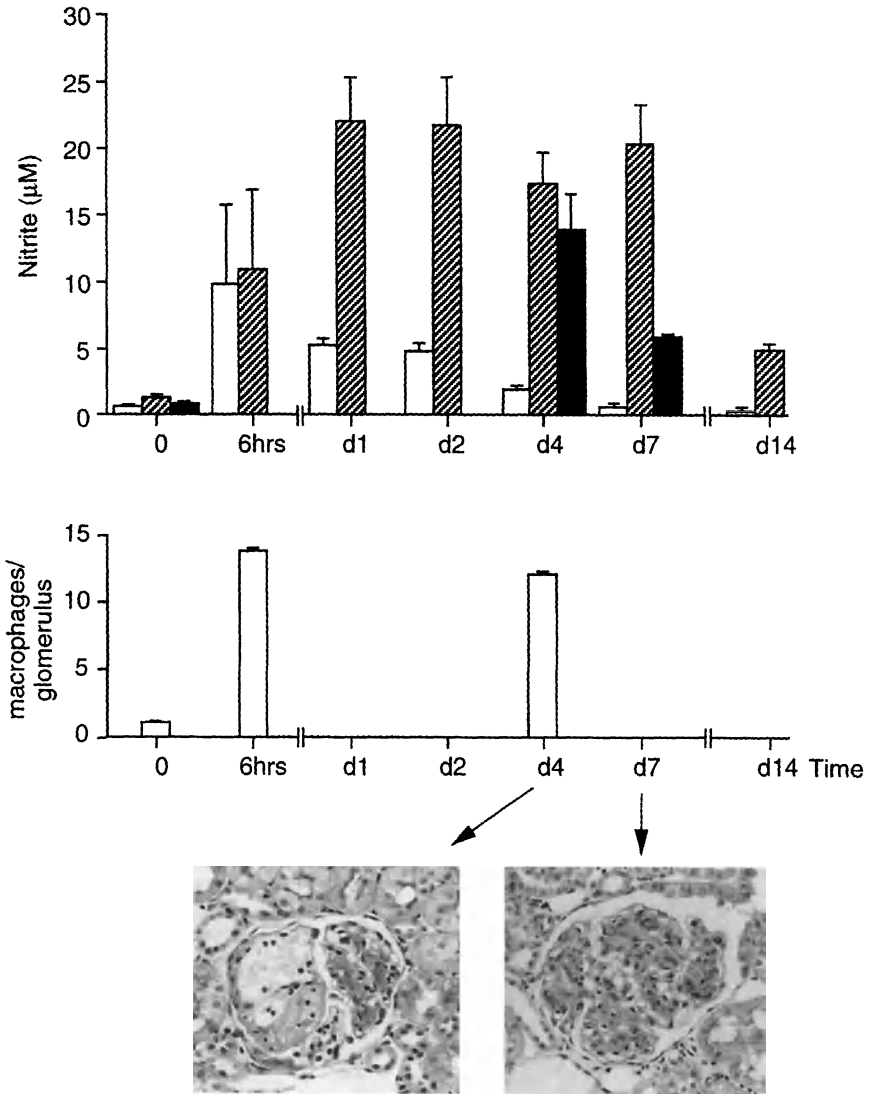 30
25
20
15
10
5
0
Nitrite (μM)
0 6hrs d1 d2 d4 d7 d14
15
10
5
0
macrophages/
glomerulus
0 6hrs d1 d2 d4 d7 d14 Time